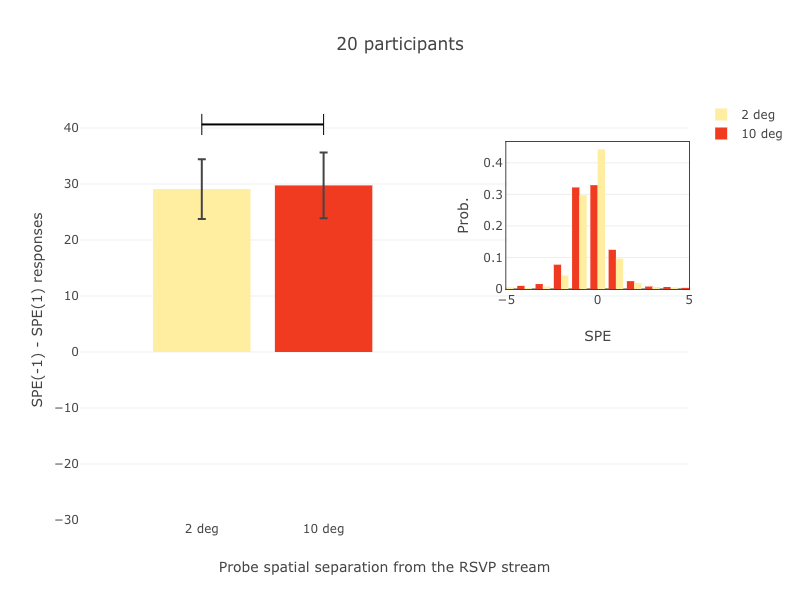 20 participants
2 deg
10 deg
40
30
20
10
0
−10
−20
−30
SPE(-1) - SPE(1) responses
2 deg
10 deg
Probe spatial separation from the RSVP stream
0.4
0.3
0.2
0.1
0
Prob.
−5
0
5
SPE